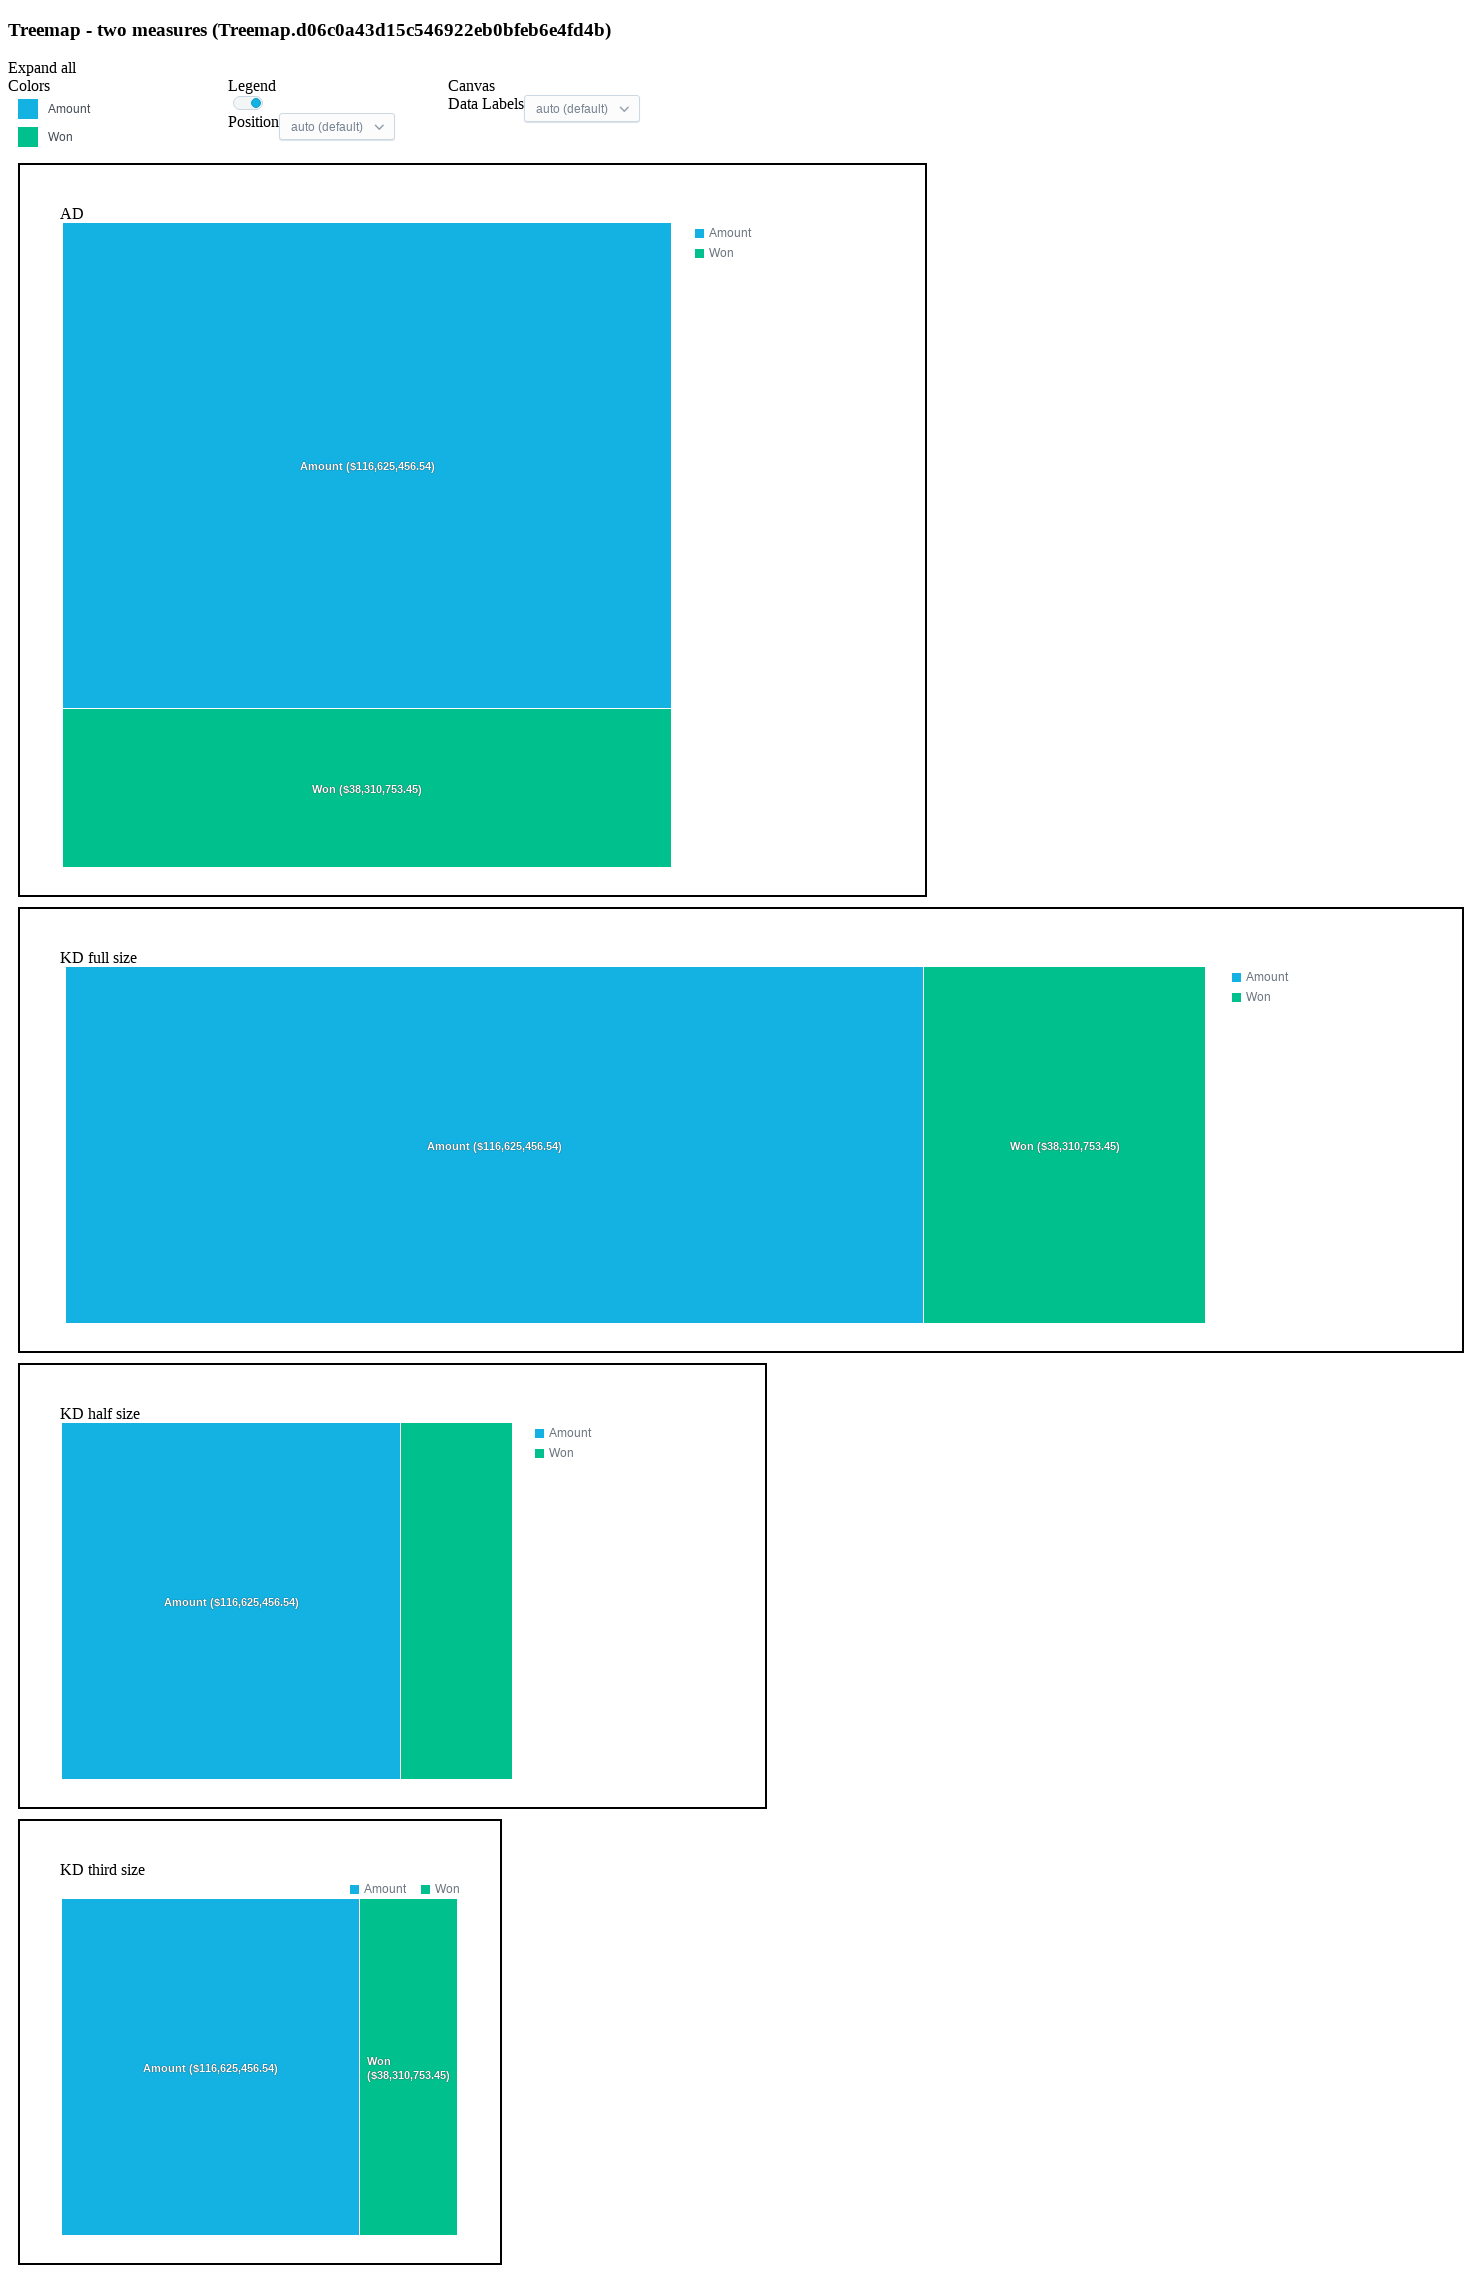 Treemap - two measures (Treemap.d06c0a43d15c546922eb0bfeb6e4fd4b)
Expand all
Colors
Amount
Won
Legend
Position auto (default)
Canvas
Data Labels auto (default)
AD
Amount
Won
Amount ($116,625,456.54)
Won ($38,310,753.45)
KD full size
Amount
Won
Amount ($116,625,456.54)
Won ($38,310,753.45)
KD half size
Amount
Won
Amount ($116,625,456.54)
KD third size
Amount Won
Amount ($116,625,456.54)
Won
($38,310,753.45)